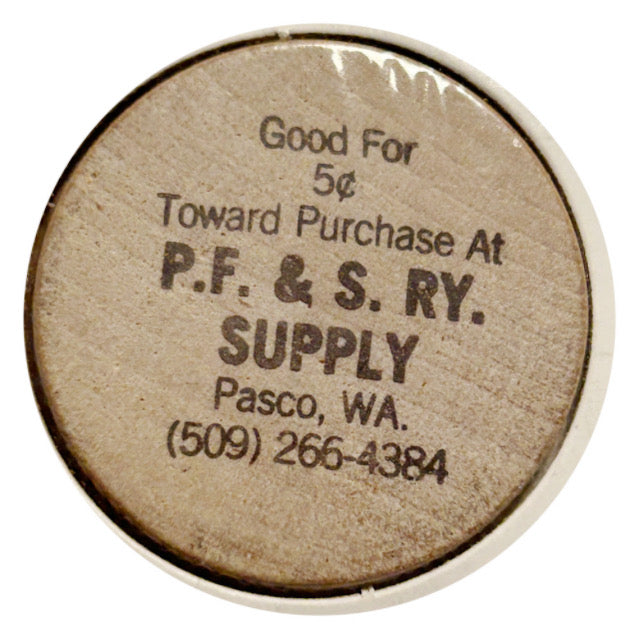 Good For
5¢
Toward Purchase At
P.F. & S. RY.
SUPPLY
Pasco, WA.
(509) 266-4384